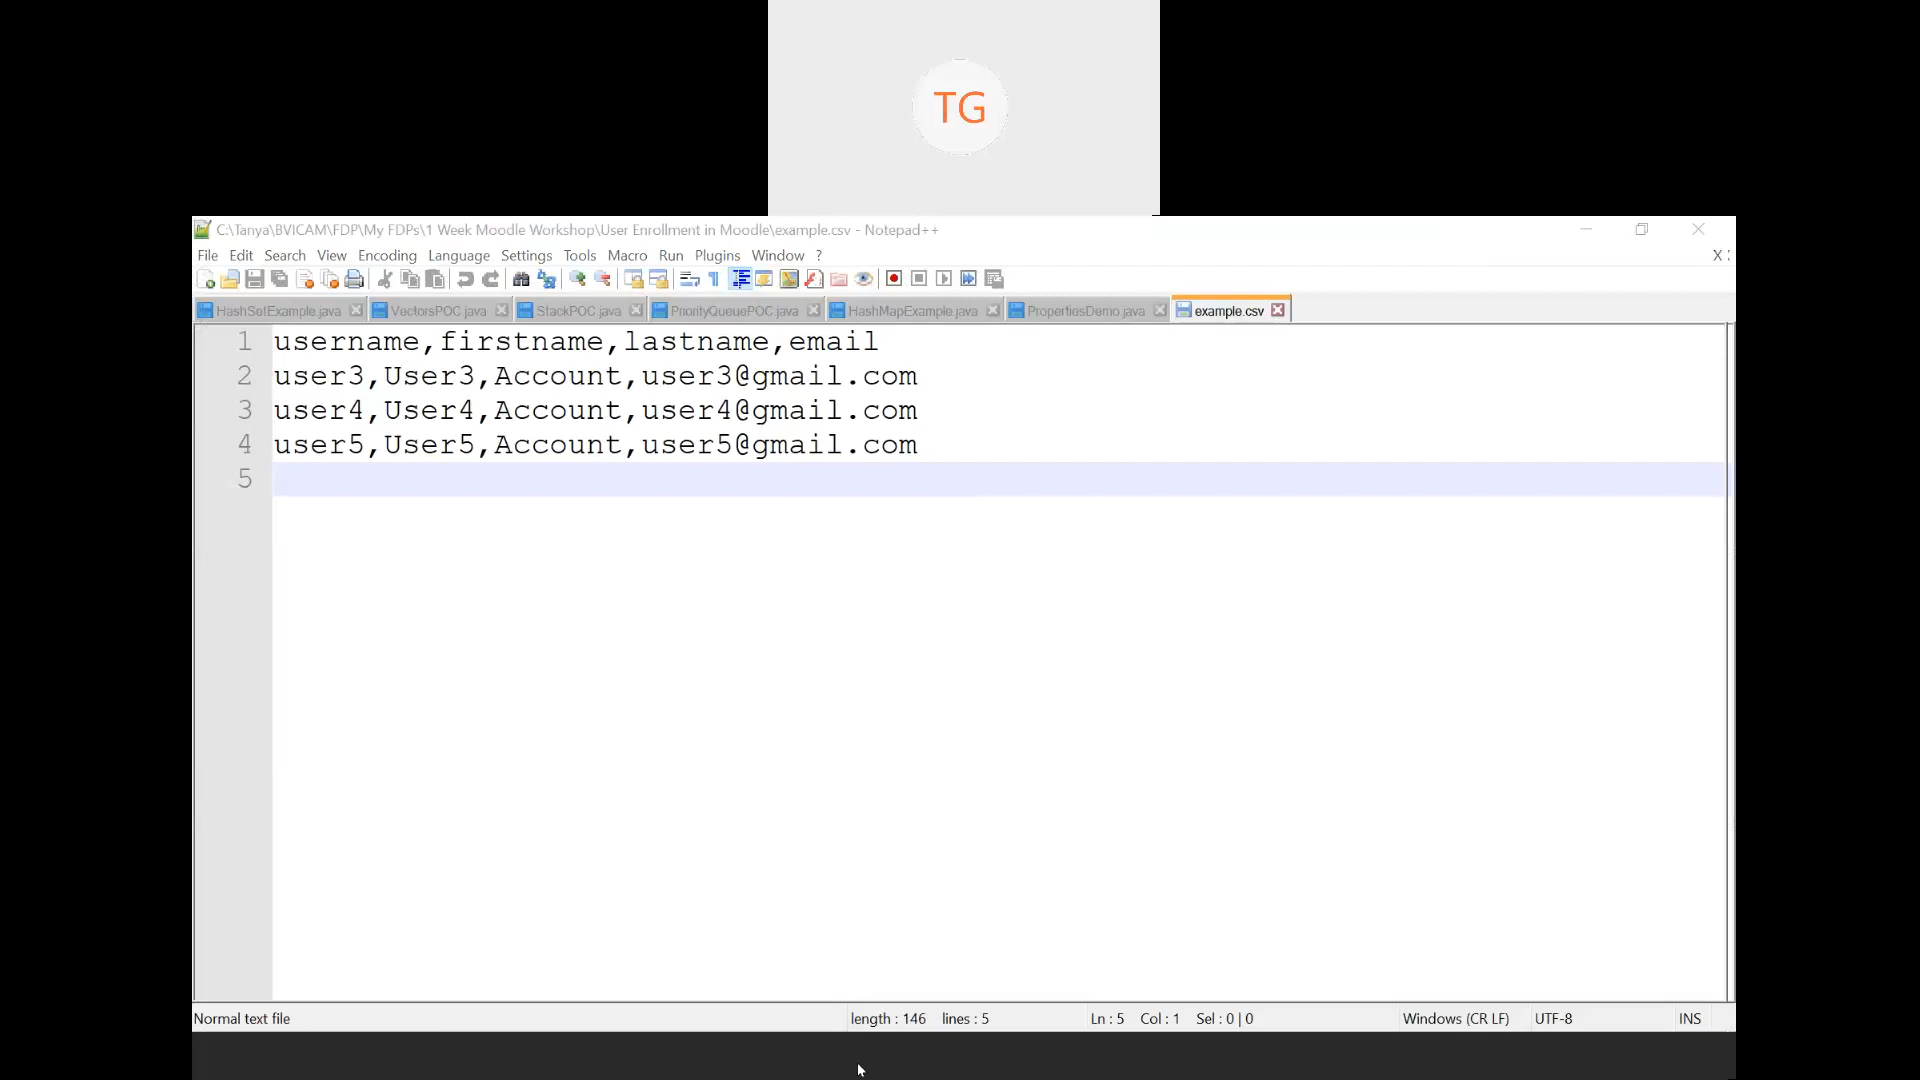 TG
C:\Tanya\BVICAM\FDP\My FDPs\1 Week Moodle Workshop\User Enrollment in Moodle\example.csv - Notepad++
File Edit Search View Encoding Language Settings Tools Macro Run Plugins Window ? X
HashSetExample.java VectorsPOC.java StackPOC.java PriorityQueuePOC.java HashMapExample.java PropertiesDemo.java example.csv
1 username,firstname,lastname,email
2 user3,User3,Account,user3@gmail.com
3 user4,User4,Account,user4@gmail.com
4 user5,User5,Account,user5@gmail.com
5
Normal text file length : 146 lines : 5 Ln : 5 Col : 1 Sel : 0 | 0 Windows (CR LF) UTF-8 INS